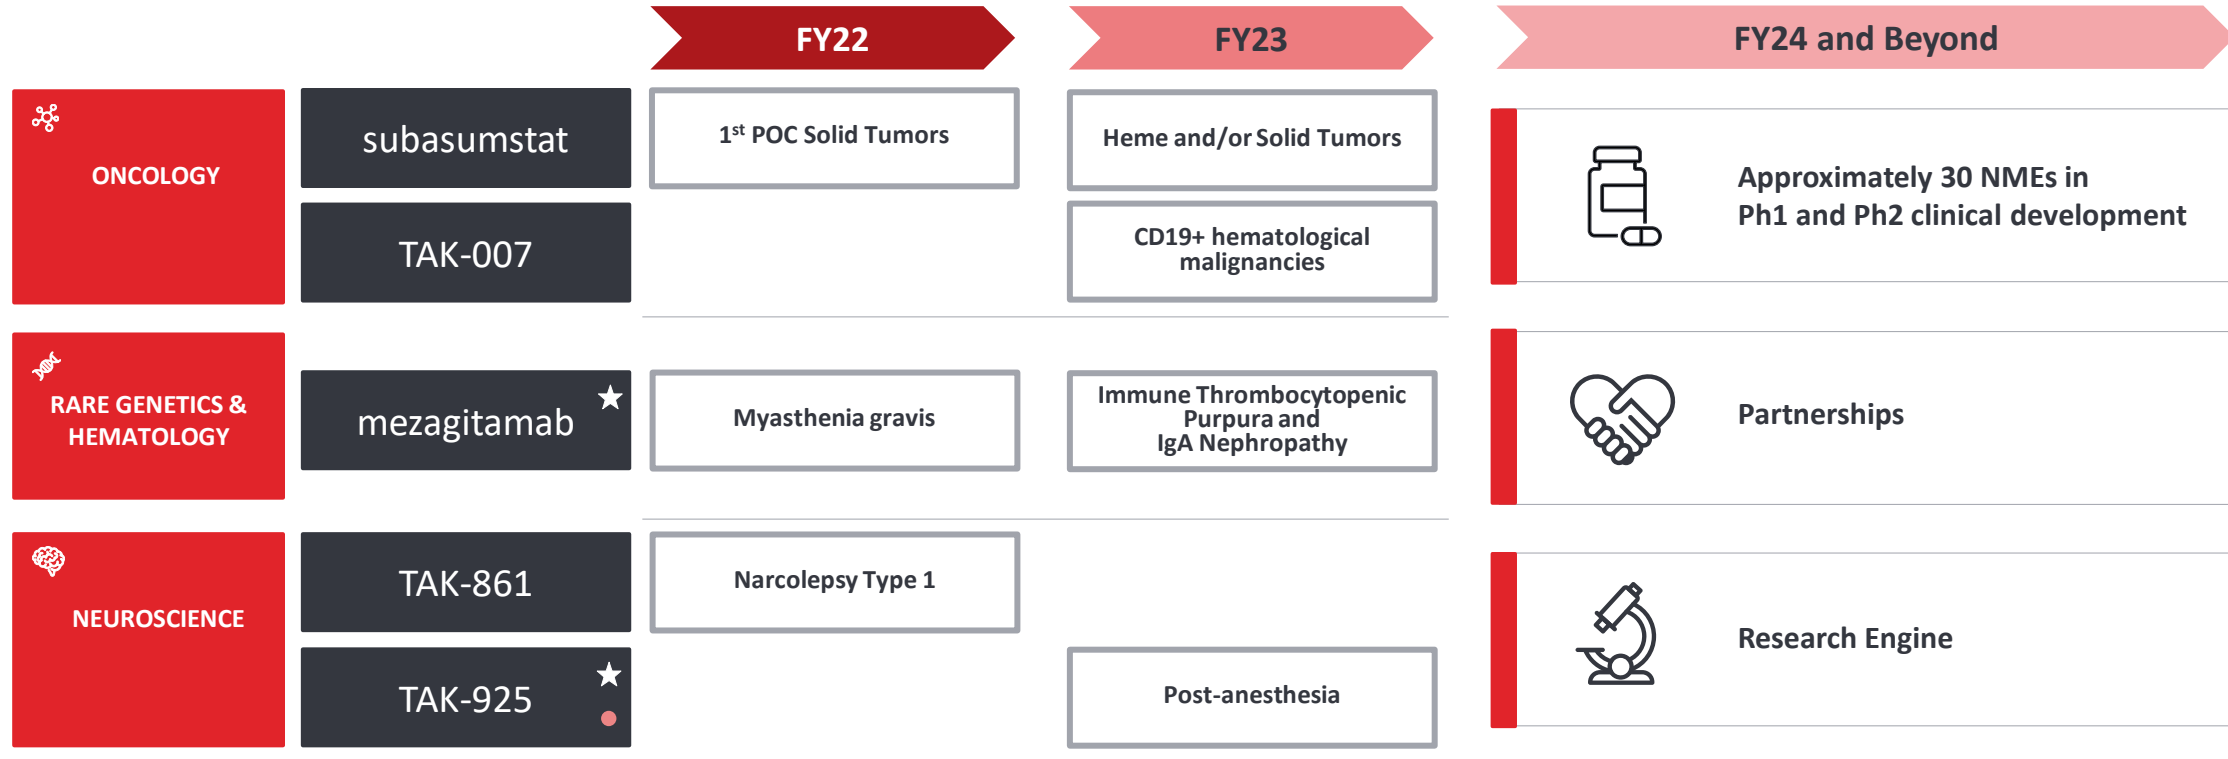 FY22
FY23
FY24 and Beyond
ONCOLOGY
subasumstat
1st POC Solid Tumors
Heme and/or Solid Tumors
TAK-007
CD19+ hematological
malignancies
Approximately 30 NMEs in
Ph1 and Ph2 clinical development
RARE GENETICS &
HEMATOLOGY
mezagitamab
Myasthenia gravis
Immune Thrombocytopenic
Purpura and
IgA Nephropathy
Partnerships
NEUROSCIENCE
TAK-861
Narcolepsy Type 1
TAK-925
Post-anesthesia
Research Engine